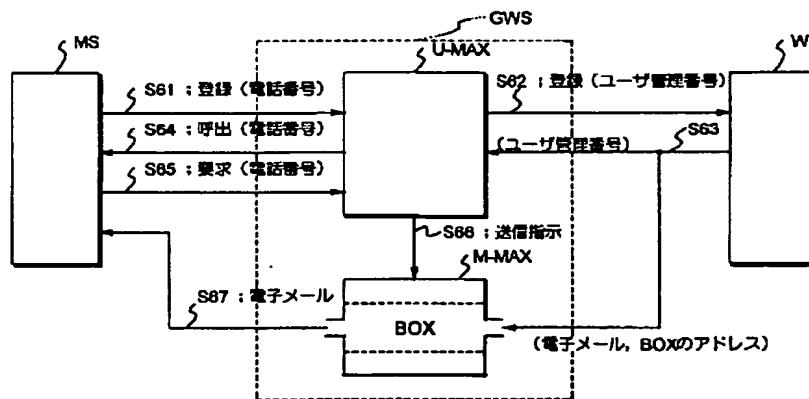 GWS
MS
U-MAX
W
S61 ; 登録 (電話番号)
S62 ; 登録 (ユーザ管理番号)
S64 ; 呼出 (電話番号)
(ユーザ管理番号)
S63
S65 ; 要求 (電話番号)
S66 ; 送信指示
M-MAX
S67 ; 電子メール
BOX
(電子メール, BOXのアドレス)